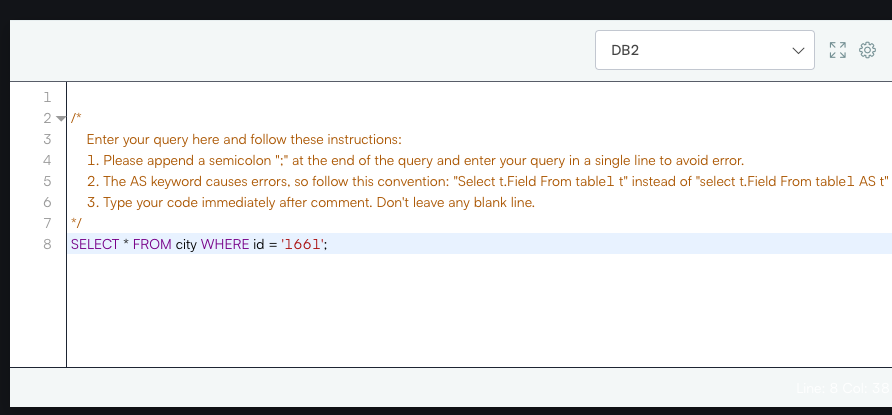 DB2
1
2 /*
3 Enter your query here and follow these instructions:
4 1. Please append a semicolon ";" at the end of the query and enter your query in a single line to avoid error.
5 2. The AS keyword causes errors, so follow this convention: "Select t.Field From table1 t" instead of "select t.Field From table1 AS t"
6 3. Type your code immediately after comment. Don't leave any blank line.
7 */
8 SELECT * FROM city WHERE id = '1661';
Line: 8 Col: 38